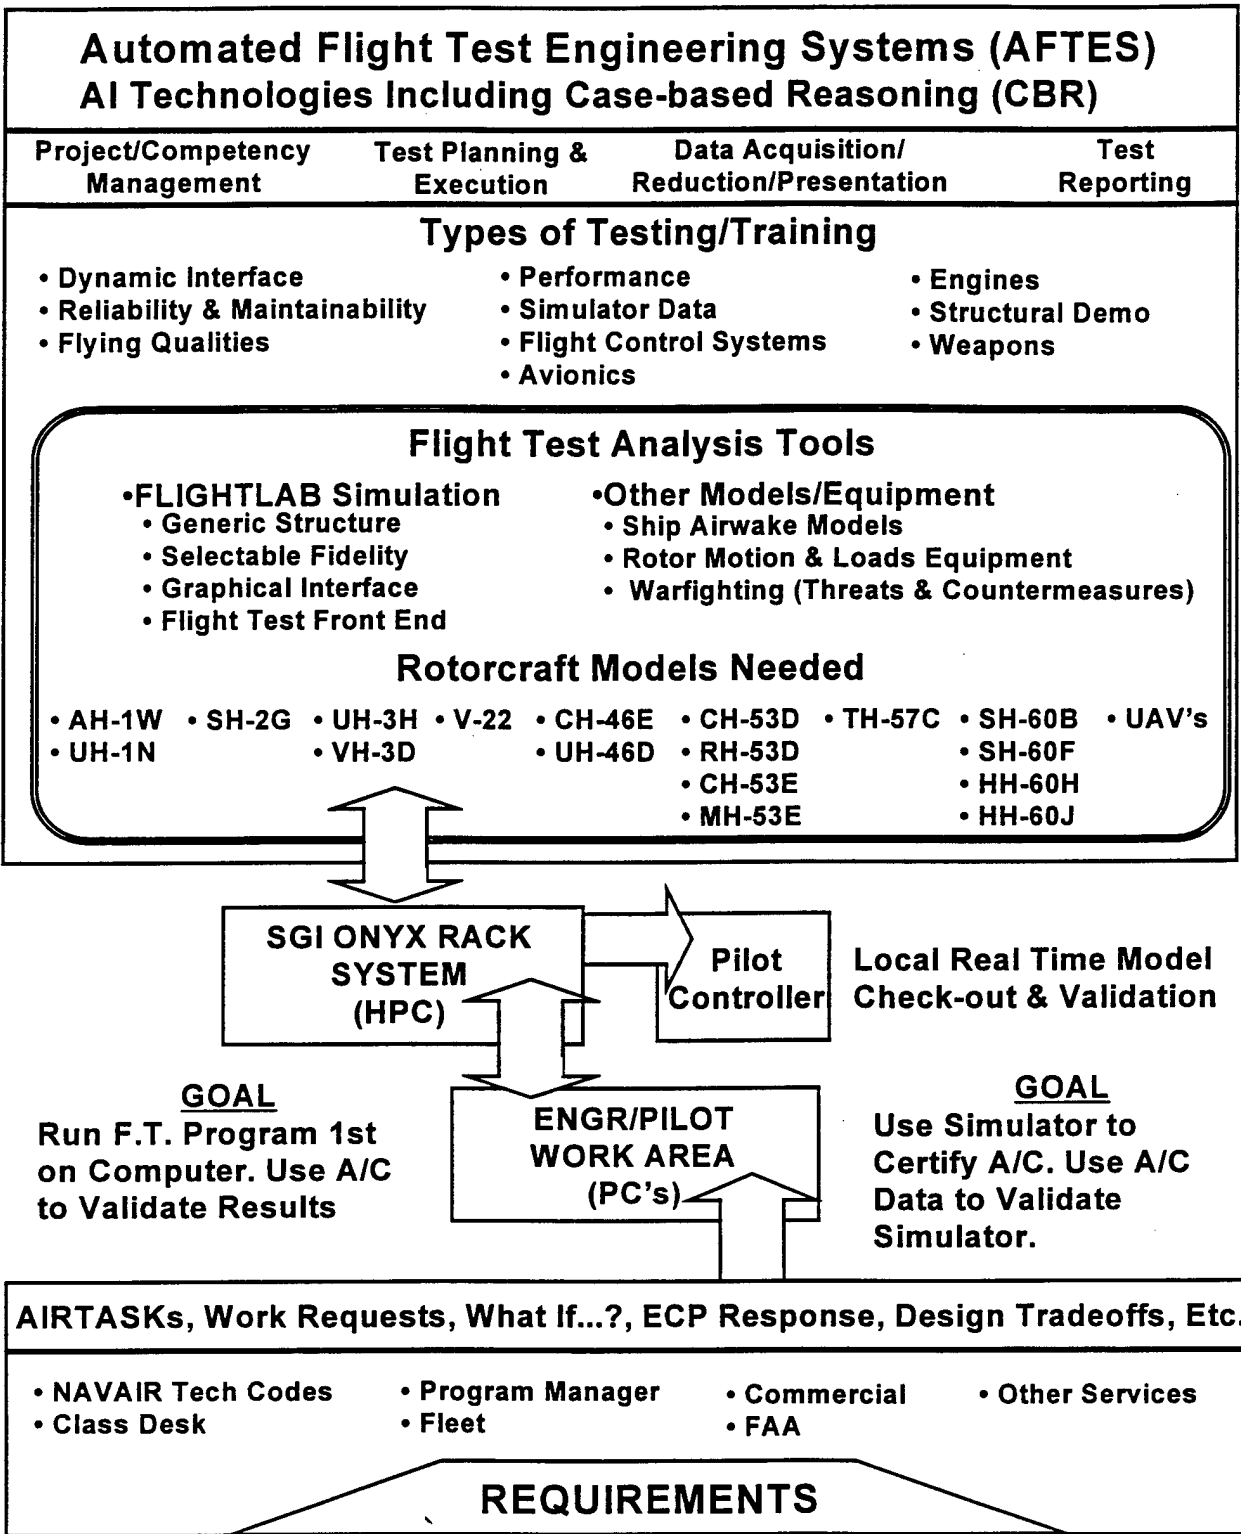 Automated Flight Test Engineering Systems (AFTES)
AI Technologies Including Case-based Reasoning (CBR)
Project/Competency Management
Test Planning & Execution
Data Acquisition/ Reduction/Presentation
Test Reporting
Types of Testing/Training
• Dynamic Interface
• Reliability & Maintainability
• Flying Qualities
• Performance
• Simulator Data
• Flight Control Systems
• Avionics
• Engines
• Structural Demo
• Weapons
Flight Test Analysis Tools
•FLIGHTLAB Simulation
• Generic Structure
• Selectable Fidelity
• Graphical Interface
• Flight Test Front End
•Other Models/Equipment
• Ship Airwake Models
• Rotor Motion & Loads Equipment
• Warfighting (Threats & Countermeasures)
Rotorcraft Models Needed
• AH-1W • SH-2G • UH-3H • V-22 • CH-46E • CH-53D • TH-57C • SH-60B • UAV's
• UH-1N • VH-3D • UH-46D • RH-53D • SH-60F
• CH-53E • HH-60H
• MH-53E • HH-60J
SGI ONYX RACK
SYSTEM
(HPC)
Pilot
Controller
Local Real Time Model
Check-out & Validation
GOAL
Run F.T. Program 1st
on Computer. Use A/C
to Validate Results
ENGR/PILOT
WORK AREA
(PC's)
GOAL
Use Simulator to
Certify A/C. Use A/C
Data to Validate
Simulator.
AIRTASKs, Work Requests, What If...?, ECP Response, Design Tradeoffs, Etc.
• NAVAIR Tech Codes
• Class Desk
• Program Manager
• Fleet
• Commercial
• FAA
• Other Services
REQUIREMENTS